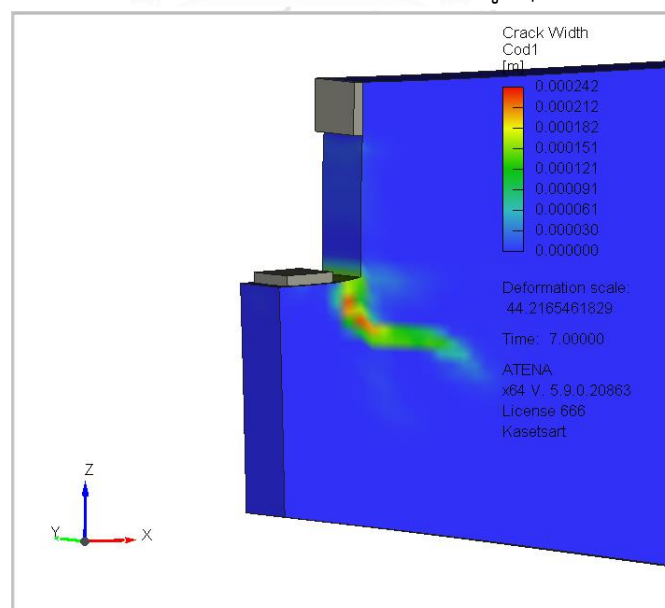 Crack Width
Cod1
[m]
0.000242
0.000212
0.000182
0.000151
0.000121
0.000091
0.000061
0.000030
0.000000
Deformation scale:
44.2165461829
Time: 7.00000
ATENA
x64 V. 5.9.0.20863
License 666
Kasetsart
Z
Y
X